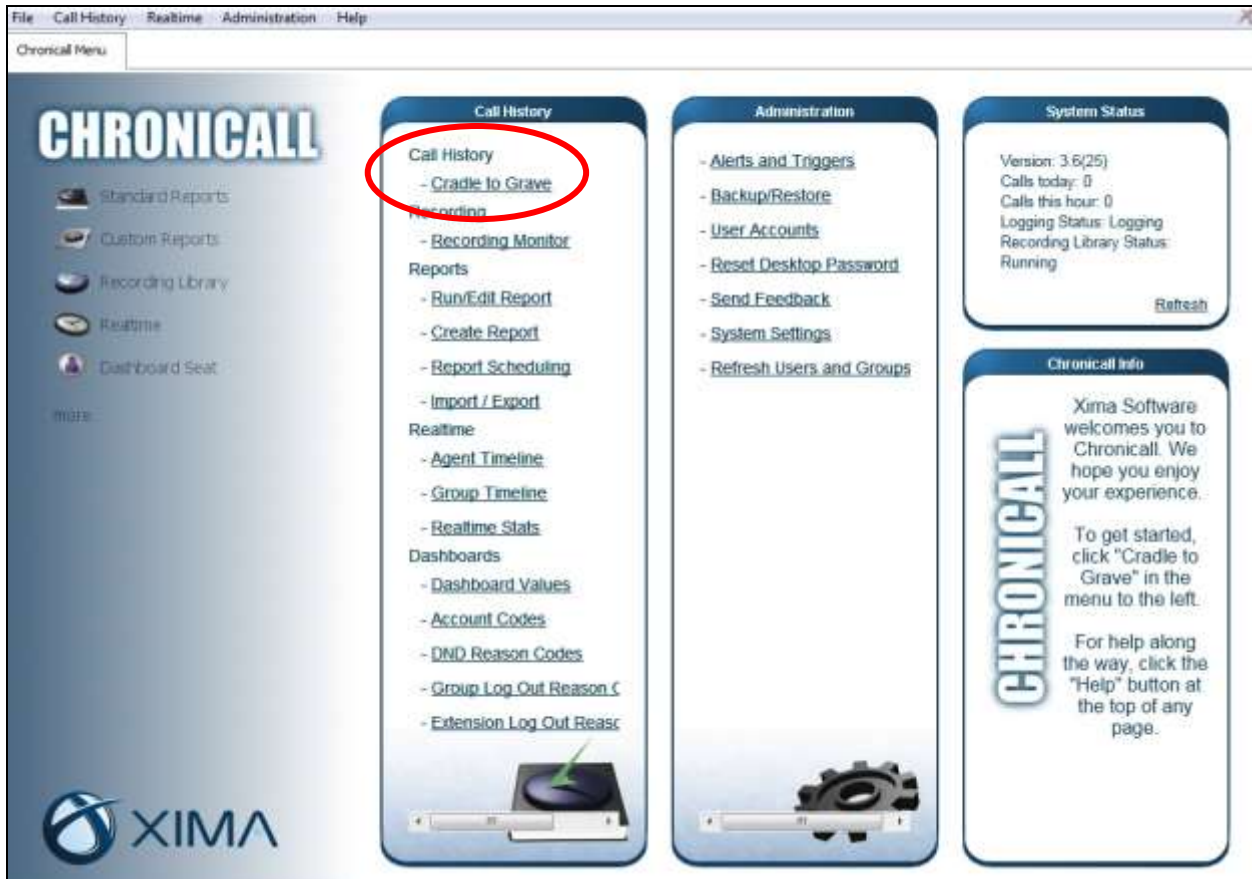 File Call History Realtime Administration Help
Chronicall Menu
CHRONICALL
Standard Reports
Custom Reports
Recording Library
Realtime
Dashboard Seat
more
XIMA
Call History
Call History
- Cradle to Grave
Recording
- Recording Monitor
Reports
- Run/Edit Report
- Create Report
- Report Scheduling
- Import / Export
Realtime
- Agent Timeline
- Group Timeline
- Realtime Stats
Dashboards
- Dashboard Values
- Account Codes
- DND Reason Codes
- Group Log Out Reason C
- Extension Log Out Reasc
Administration
- Alerts and Triggers
- Backup/Restore
- User Accounts
- Reset Desktop Password
- Send Feedback
- System Settings
- Refresh Users and Groups
System Status
Version: 3.6(25)
Calls today: 0
Calls this hour: 0
Logging Status: Logging
Recording Library Status:
Running
Refresh
Chronicall Info
CHRONICALL
Xima Software
welcomes you to
Chronicall. We
hope you enjoy
your experience.
To get started,
click "Cradle to
Grave" in the
menu to the left.
For help along
the way, click the
"Help" button at
the top of any
page.